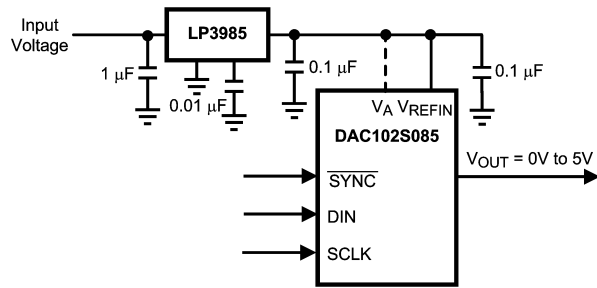 Input
Voltage
LP3985
1 µF
0.01 µF
0.1 µF
0.1 µF
VA VREFIN
DAC102S085
SYNC
DIN
SCLK
VOUT = 0V to 5V